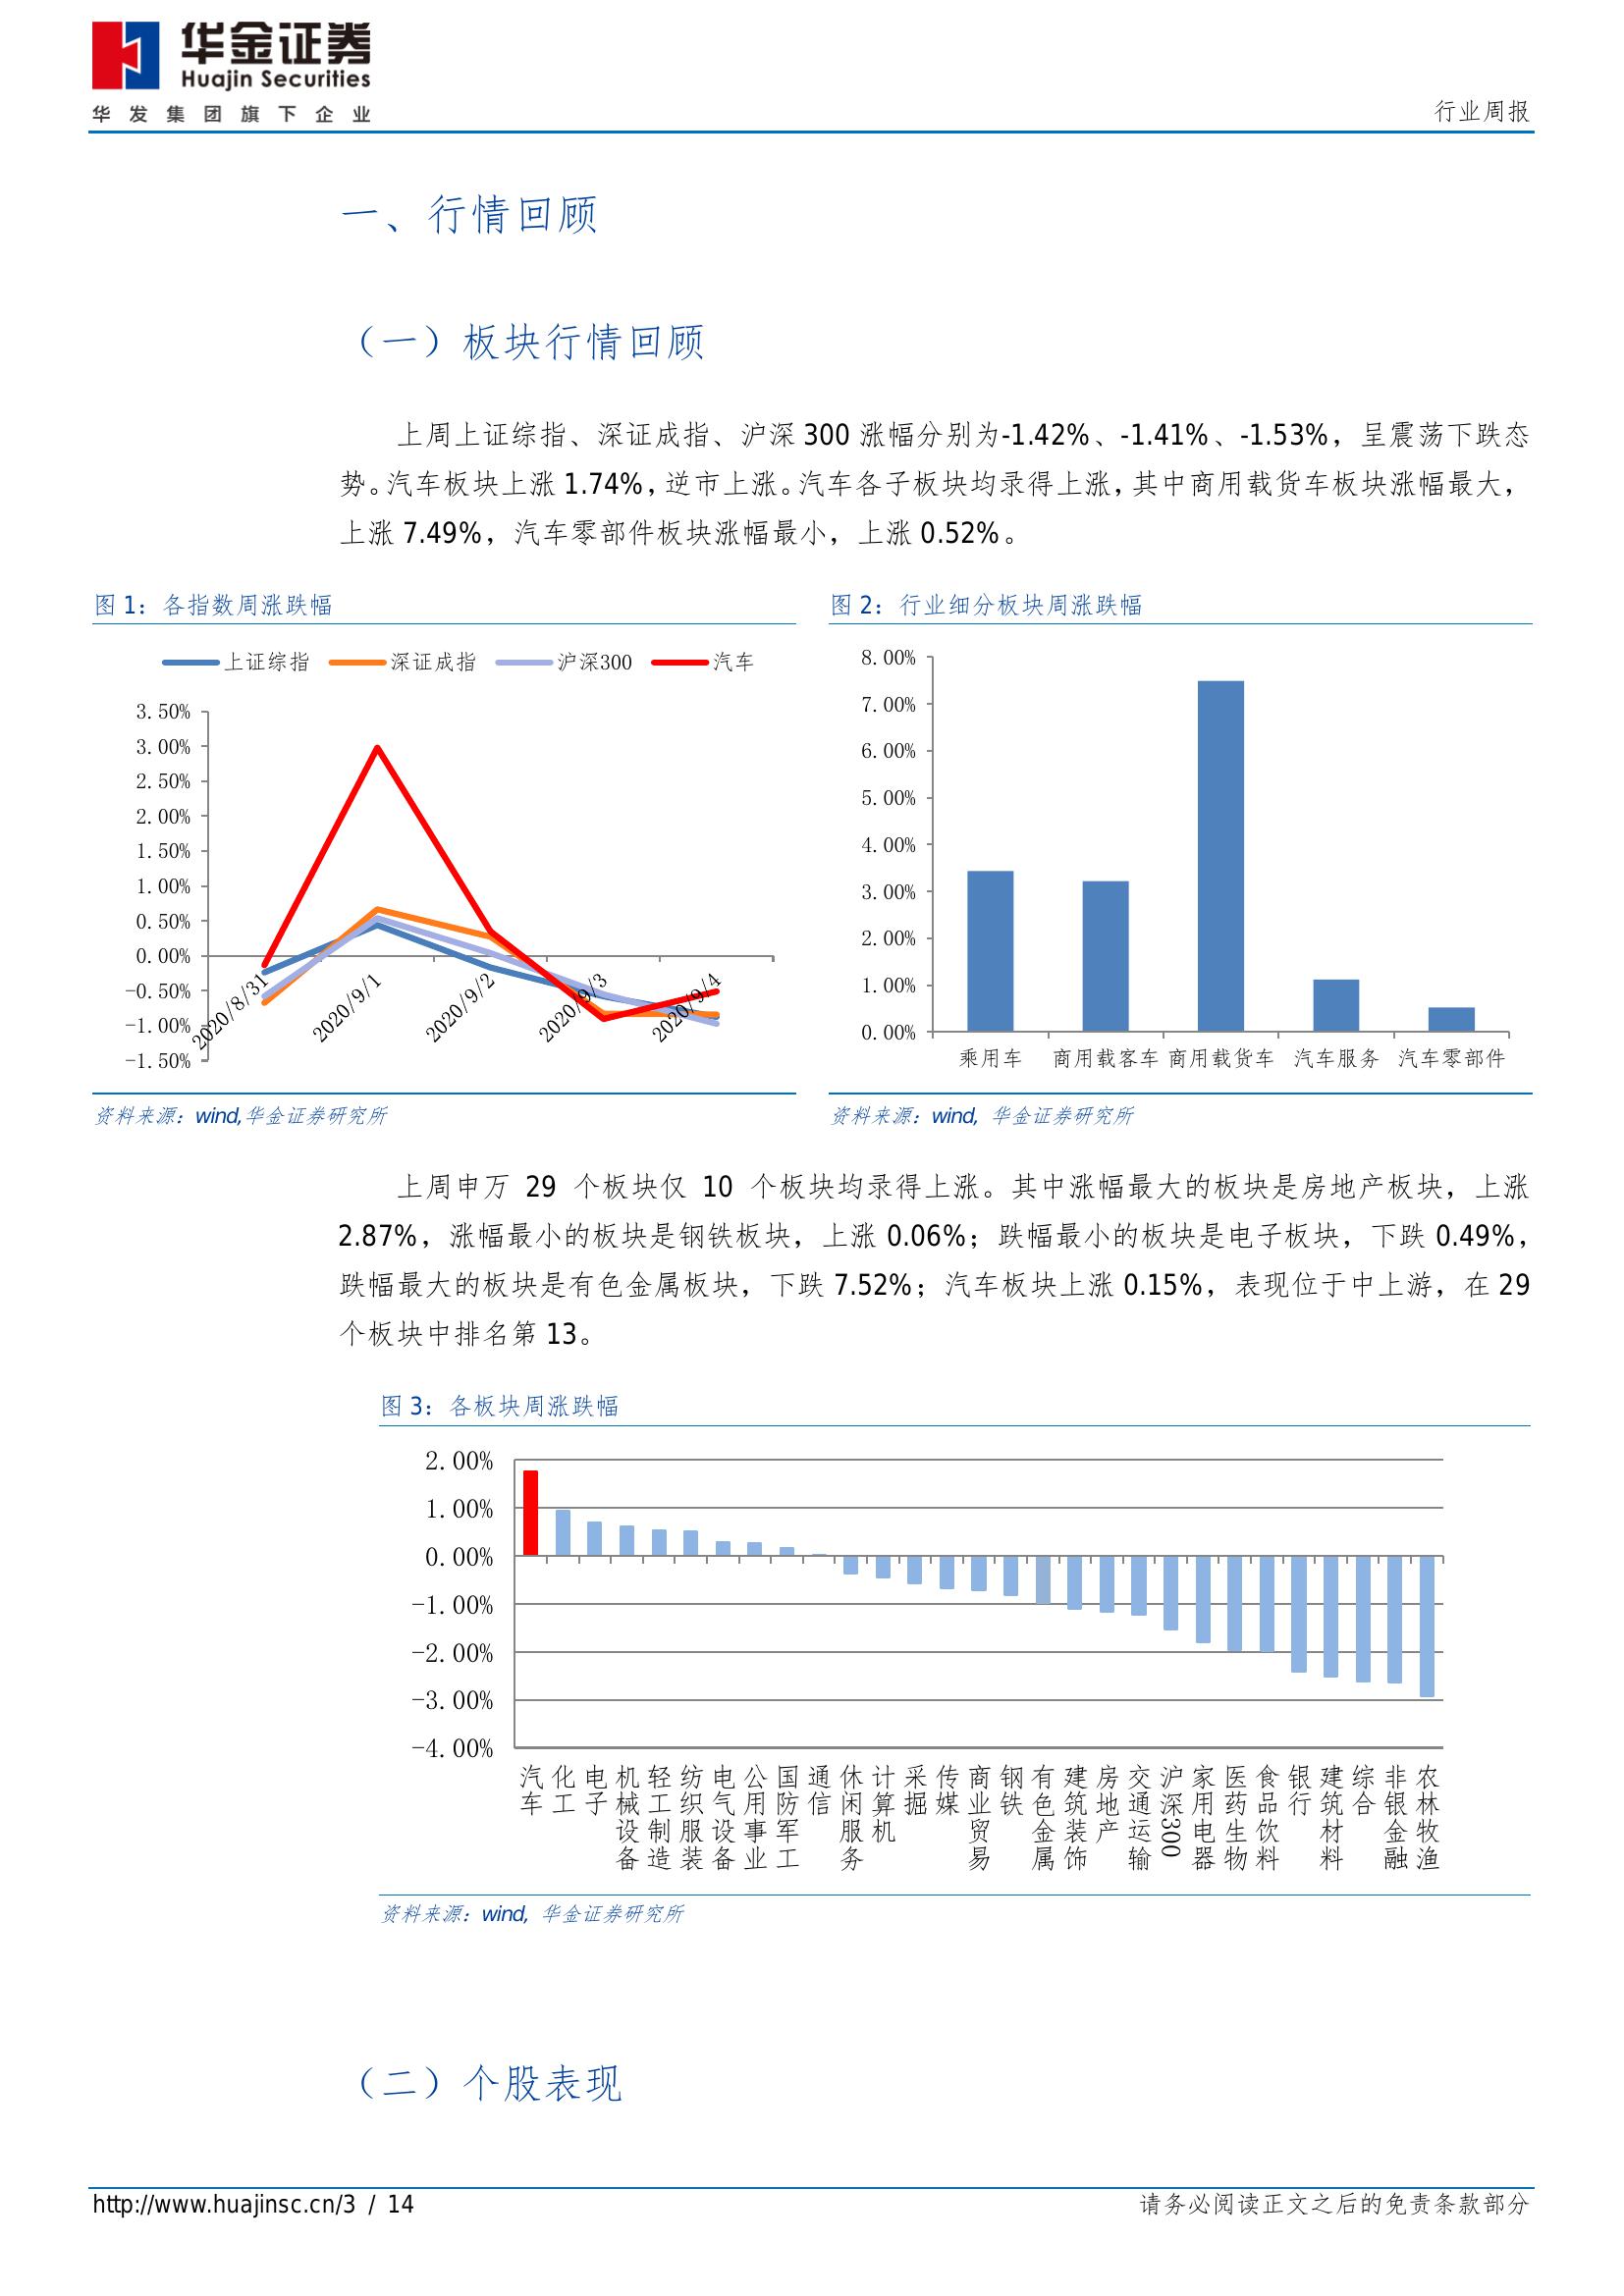 华金证券
Huajin Securities
华发集团旗下企业
行业周报
一、行情回顾
（一）板块行情回顾
上周上证综指、深证成指、沪深 300 涨幅分别为-1.42%、-1.41%、-1.53%，呈震荡下跌态
势。汽车板块上涨 1.74%，逆市上涨。汽车各子板块均录得上涨，其中商用载货车板块涨幅最大，
上涨 7.49%，汽车零部件板块涨幅最小，上涨 0.52%。
图 1：各指数周涨跌幅
上证综指 深证成指 沪深300 汽车
3.50%
3.00%
2.50%
2.00%
1.50%
1.00%
0.50%
0.00%
-0.50%
-1.00%
-1.50%
2020/8/31 2020/9/1 2020/9/2 2020/9/3 2020/9/4
资料来源：wind,华金证券研究所
图 2：行业细分板块周涨跌幅
8.00%
7.00%
6.00%
5.00%
4.00%
3.00%
2.00%
1.00%
0.00%
乘用车 商用载客车 商用载货车 汽车服务 汽车零部件
资料来源：wind, 华金证券研究所
上周申万 29 个板块仅 10 个板块均录得上涨。其中涨幅最大的板块是房地产板块，上涨
2.87%，涨幅最小的板块是钢铁板块，上涨 0.06%；跌幅最小的板块是电子板块，下跌 0.49%，
跌幅最大的板块是有色金属板块，下跌 7.52%；汽车板块上涨 0.15%，表现位于中上游，在 29
个板块中排名第 13。
图 3：各板块周涨跌幅
2.00%
1.00%
0.00%
-1.00%
-2.00%
-3.00%
-4.00%
汽车 化工 电子 机械设备 轻工制造 纺织服装 电气设备 公用事业 国防军工 通信 休闲服务 计算机 采掘 传媒 商业贸易 钢铁 有色金属 建筑装饰 房地产 交通运输 沪深300 家用电器 医药生物 食品饮料 银行 建筑材料 综合 非银金融 农林牧渔
资料来源：wind, 华金证券研究所
（二）个股表现
http://www.huajinsc.cn/3 / 14
请务必阅读正文之后的免责条款部分